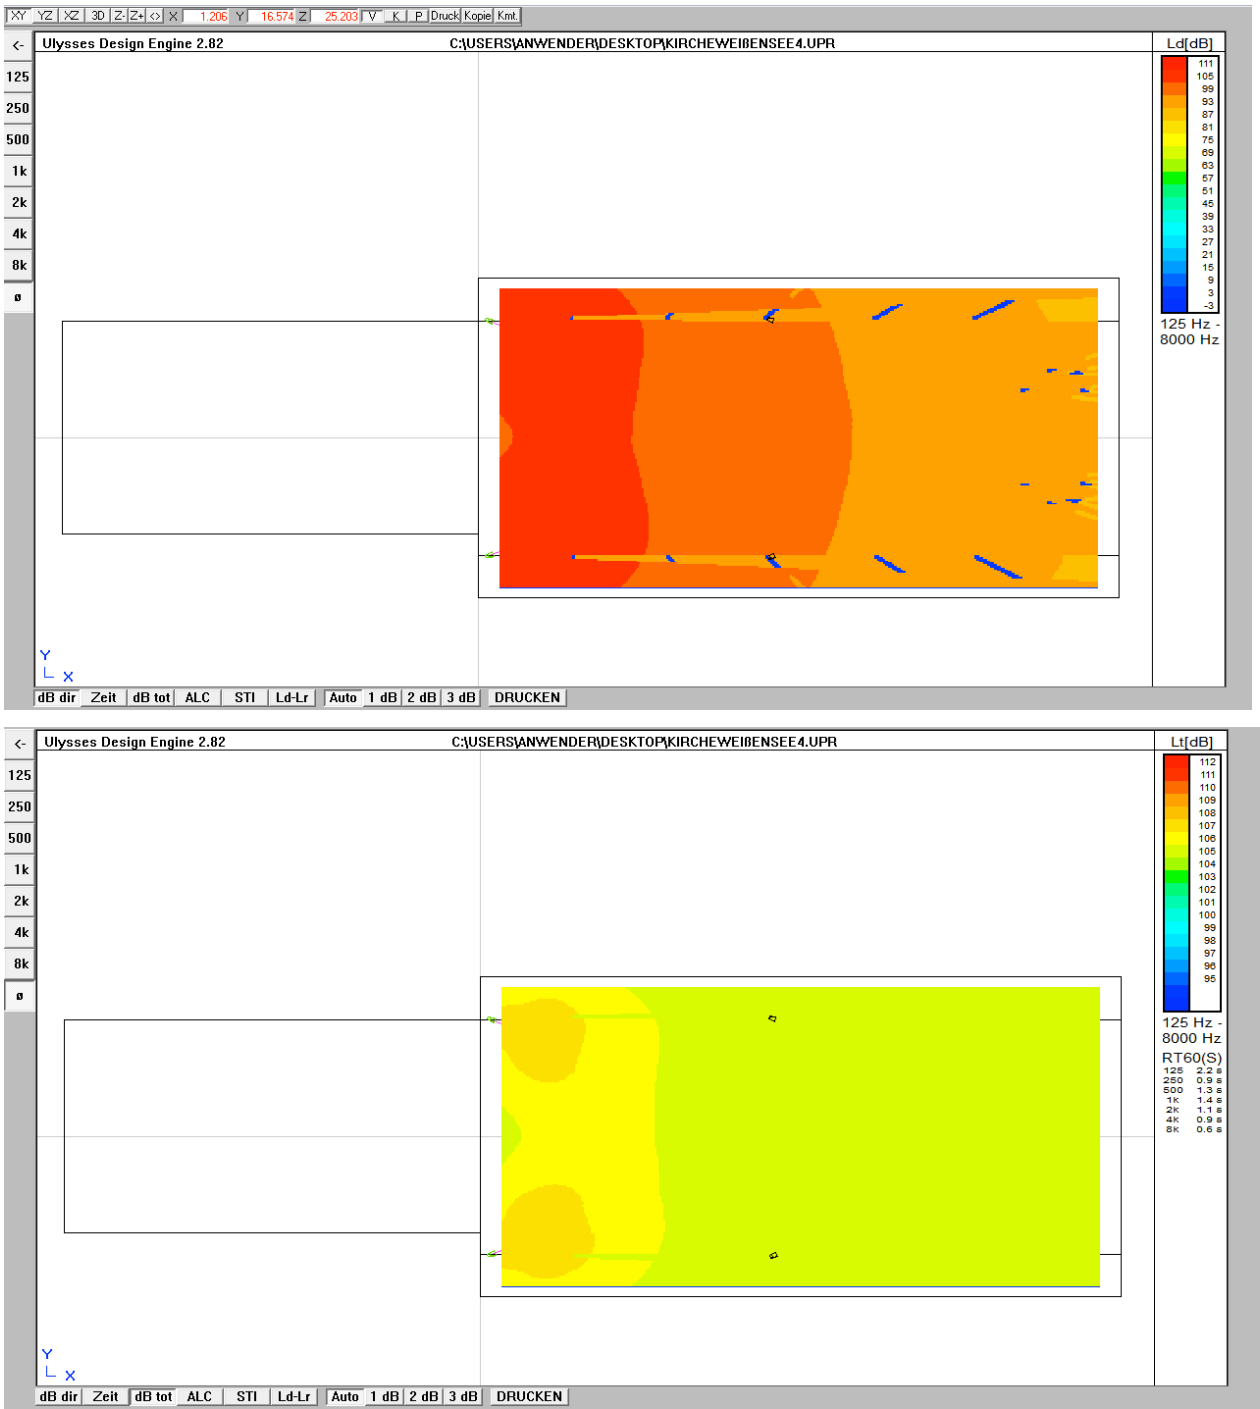 XY YZ XZ 3D Z- Z+ <> X 1.206 Y 16.574 Z 25.203 V K P Druck Kopie Kmt.
<- Ulysses Design Engine 2.82 C:\USERS\ANWENDER\DESKTOP\KIRCHEWEIßENSEE4.UPR Ld[dB]
125
250
500
1k
2k
4k
8k
ø
111
105
99
93
87
81
75
69
63
57
51
45
39
33
27
21
15
9
3
-3
125 Hz -
8000 Hz
Y
X
dB dir Zeit dB tot ALC STI Ld-Lr Auto 1 dB 2 dB 3 dB DRUCKEN
<- Ulysses Design Engine 2.82 C:\USERS\ANWENDER\DESKTOP\KIRCHEWEIßENSEE4.UPR Lt[dB]
125
250
500
1k
2k
4k
8k
ø
112
111
110
109
108
107
106
105
104
103
102
101
100
99
98
97
96
95
125 Hz -
8000 Hz
RT60(S)
125 2.2 s
250 0.9 s
500 1.3 s
1K 1.4 s
2K 1.1 s
4K 0.9 s
8K 0.6 s
Y
X
dB dir Zeit dB tot ALC STI Ld-Lr Auto 1 dB 2 dB 3 dB DRUCKEN